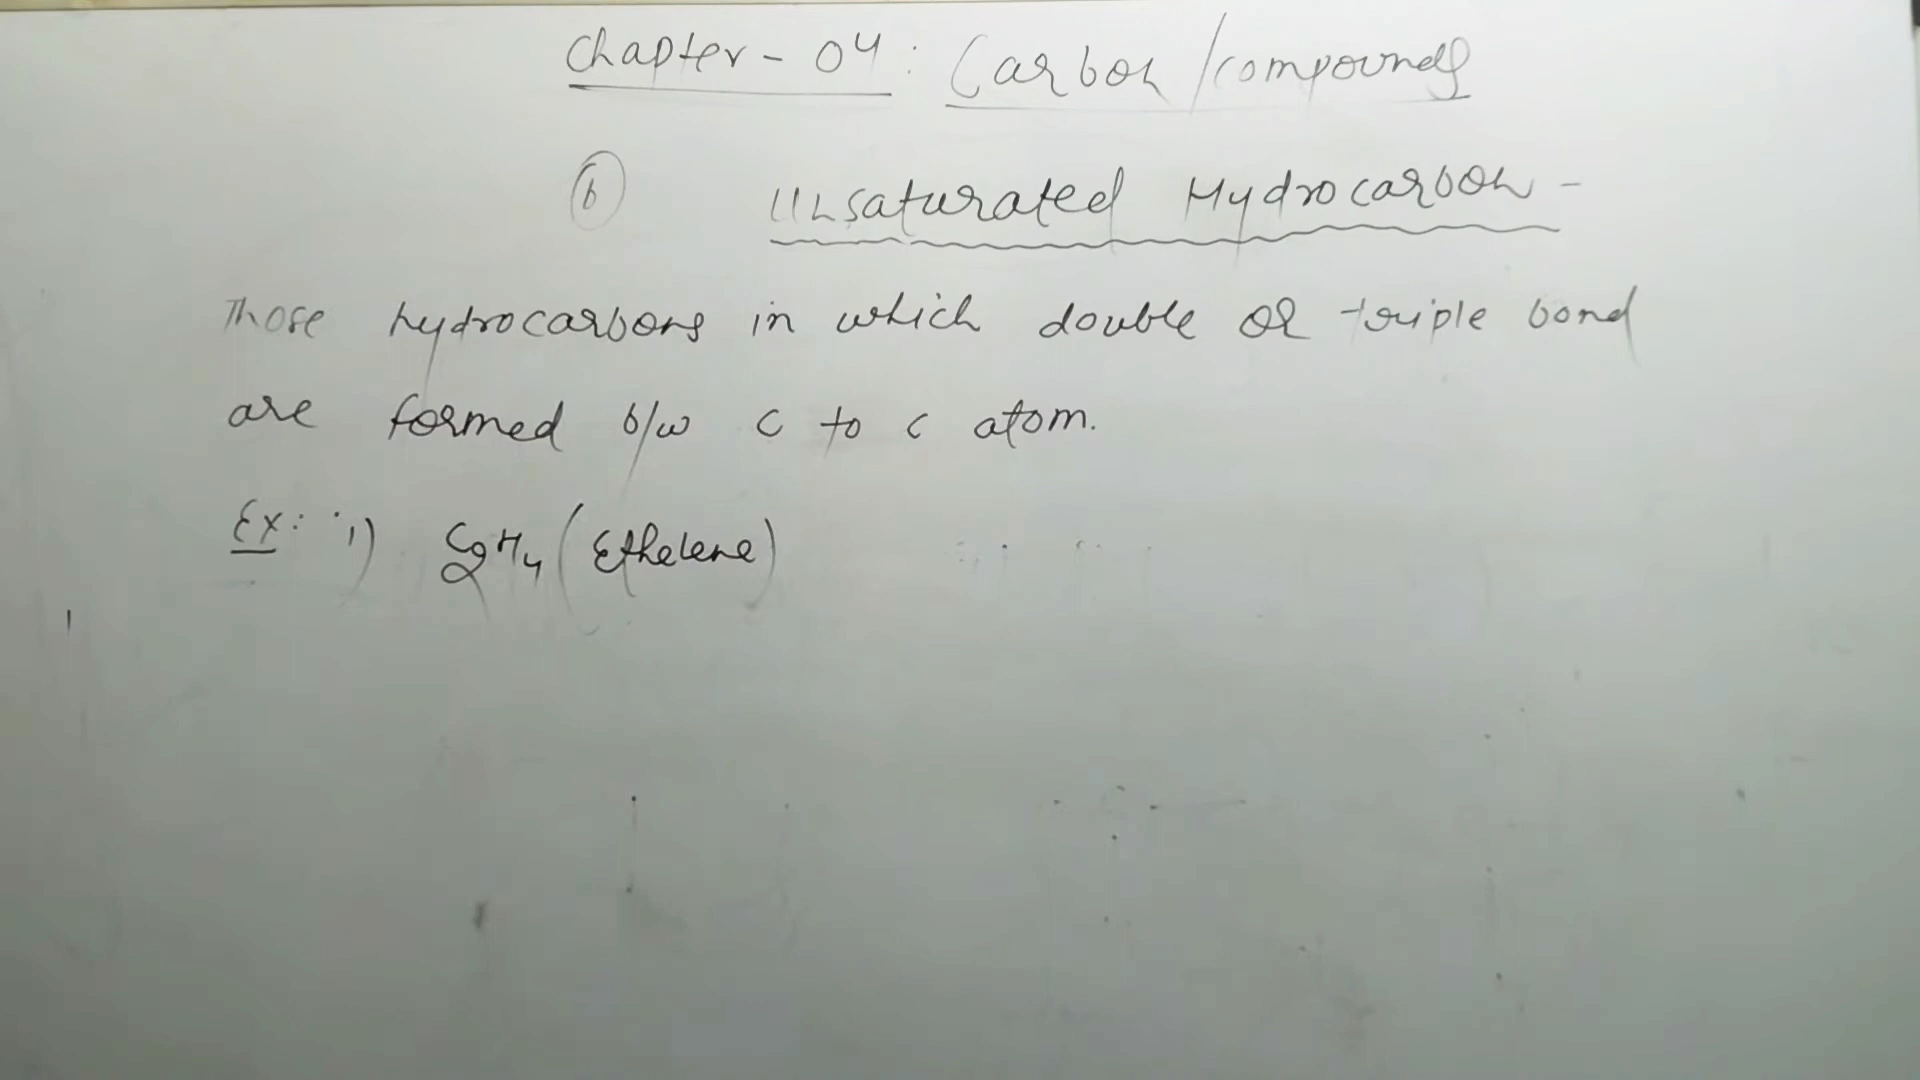 Chapter - 04 : Carbon / compounds
(b) Unsaturated Hydrocarbon -
Those hydrocarbons in which double or triple bond
are formed b/w c to c atom.
Ex: i) C2H4 (Ethelene)